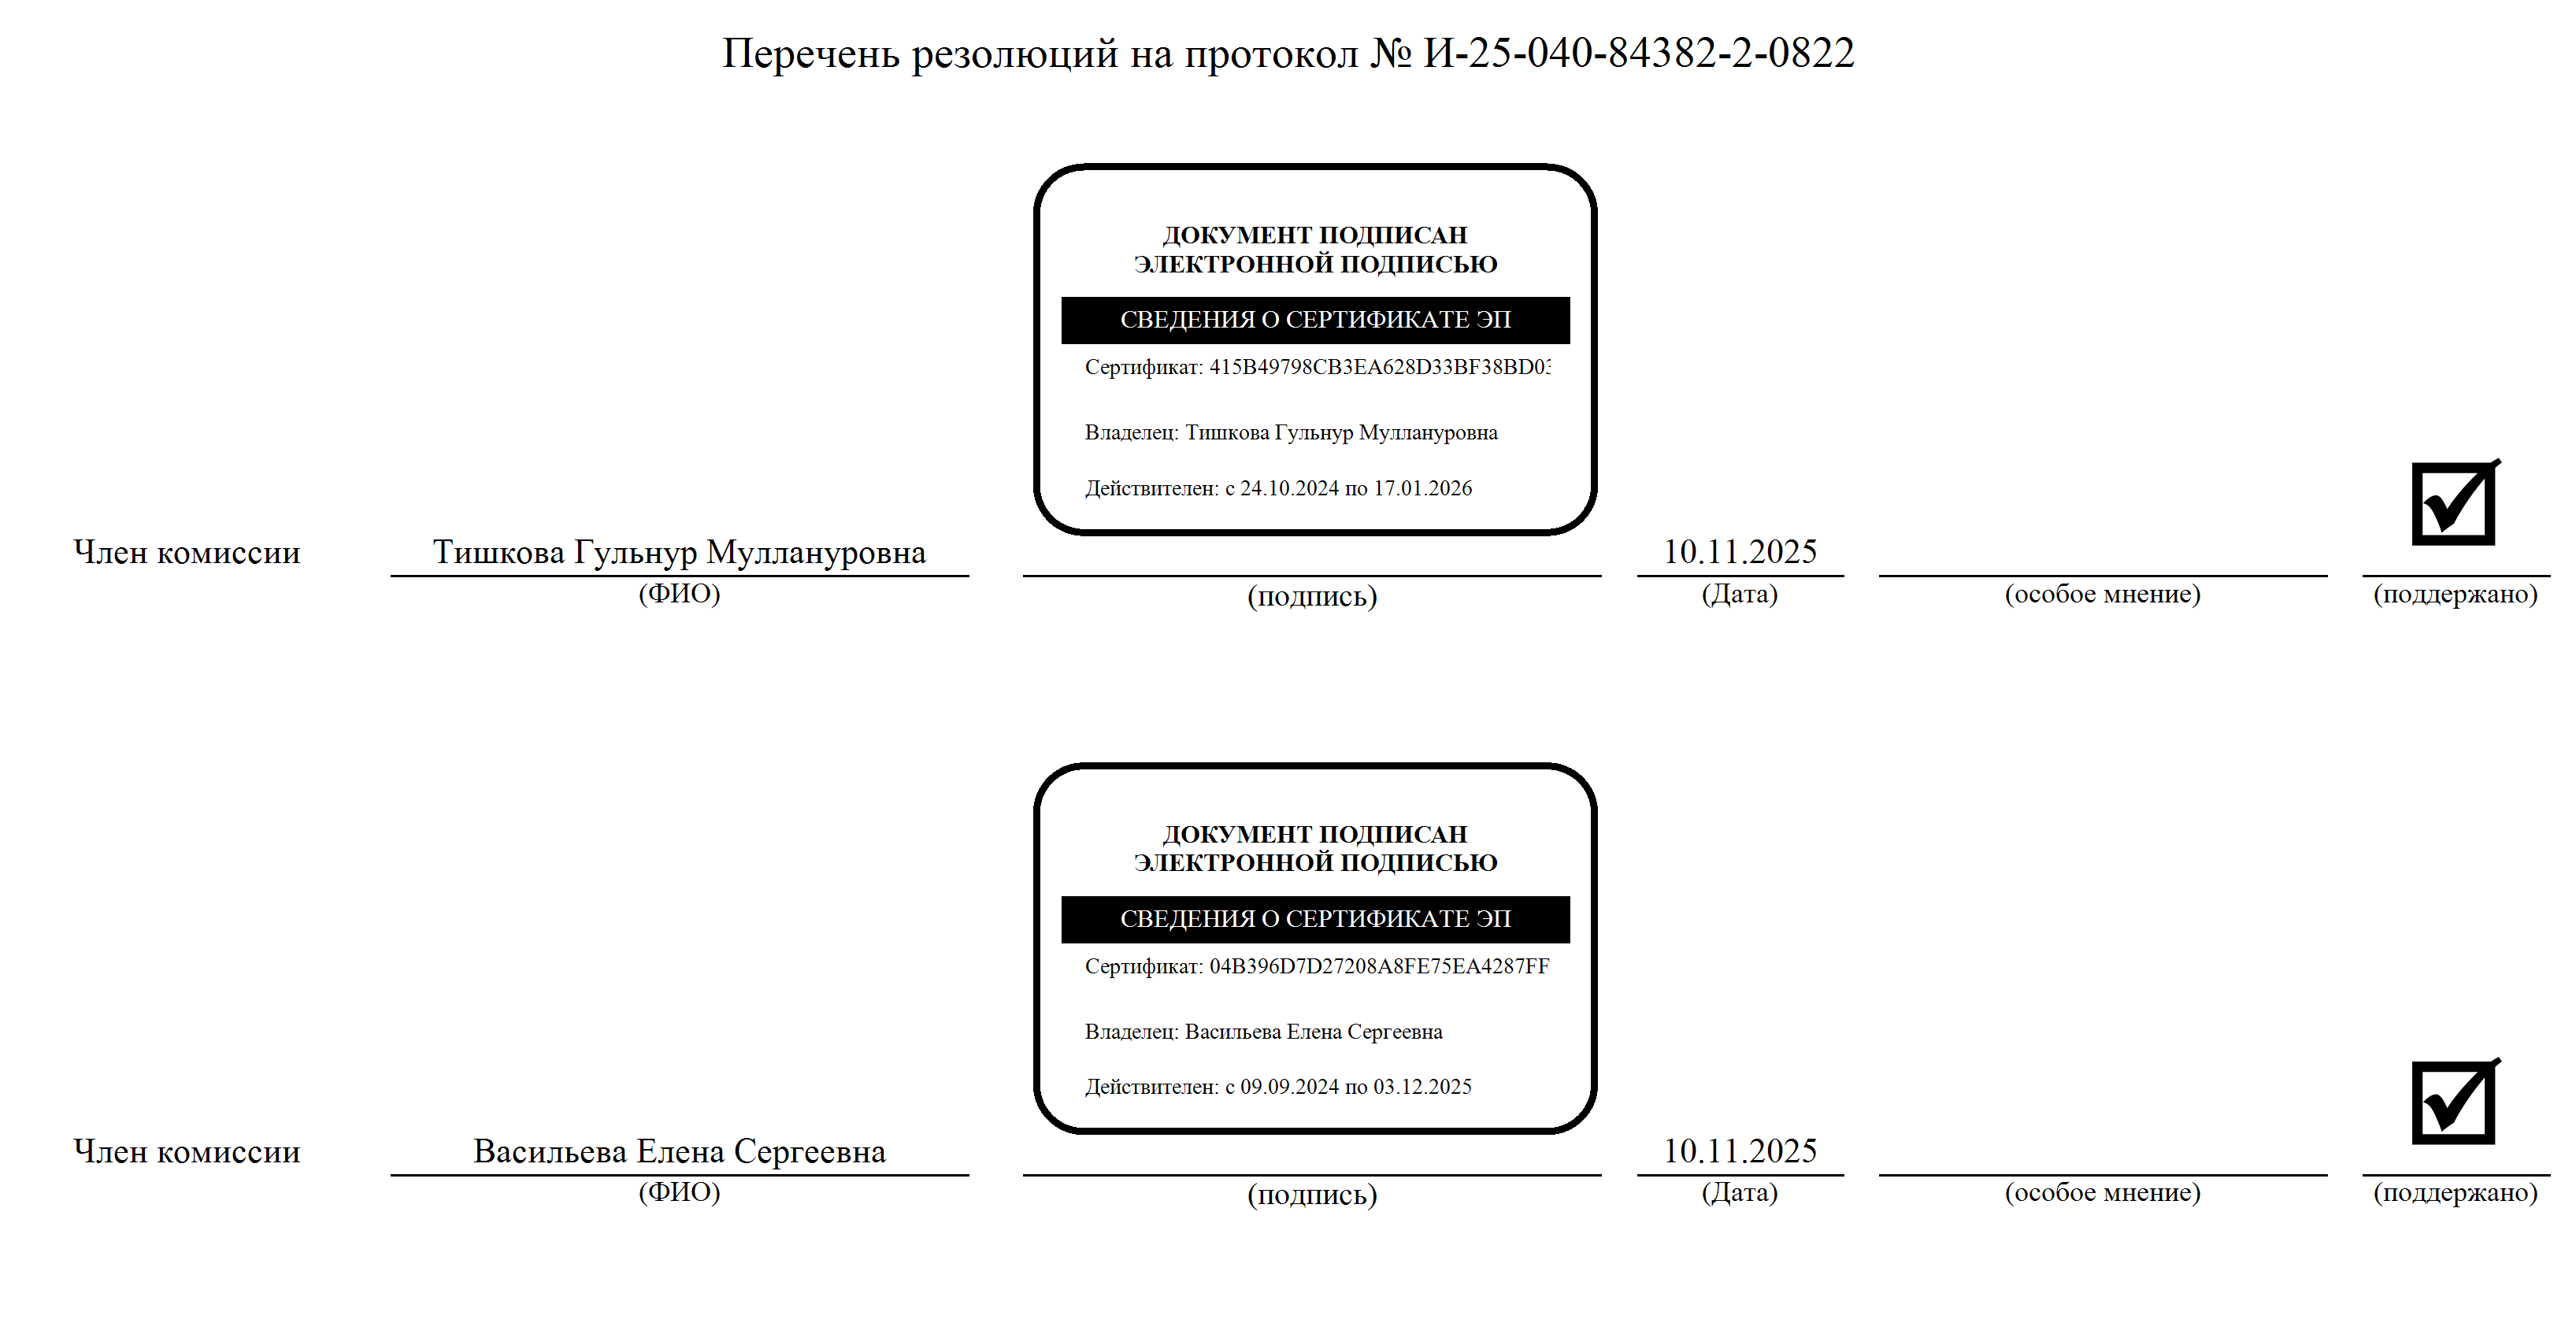 Перечень резолюций на протокол № И-25-040-84382-2-0822
ДОКУМЕНТ ПОДПИСАН
ЭЛЕКТРОННОЙ ПОДПИСЬЮ
СВЕДЕНИЯ О СЕРТИФИКАТЕ ЭП
Сертификат: 415B49798CB3EA628D33BF38BD03
Владелец: Тишкова Гульнур Муллануровна
Действителен: с 24.10.2024 по 17.01.2026
Член комиссии Тишкова Гульнур Муллануровна 10.11.2025
(ФИО) (подпись) (Дата) (особое мнение) (поддержано)
ДОКУМЕНТ ПОДПИСАН
ЭЛЕКТРОННОЙ ПОДПИСЬЮ
СВЕДЕНИЯ О СЕРТИФИКАТЕ ЭП
Сертификат: 04B396D7D27208A8FE75EA4287FF
Владелец: Васильева Елена Сергеевна
Действителен: с 09.09.2024 по 03.12.2025
Член комиссии Васильева Елена Сергеевна 10.11.2025
(ФИО) (подпись) (Дата) (особое мнение) (поддержано)